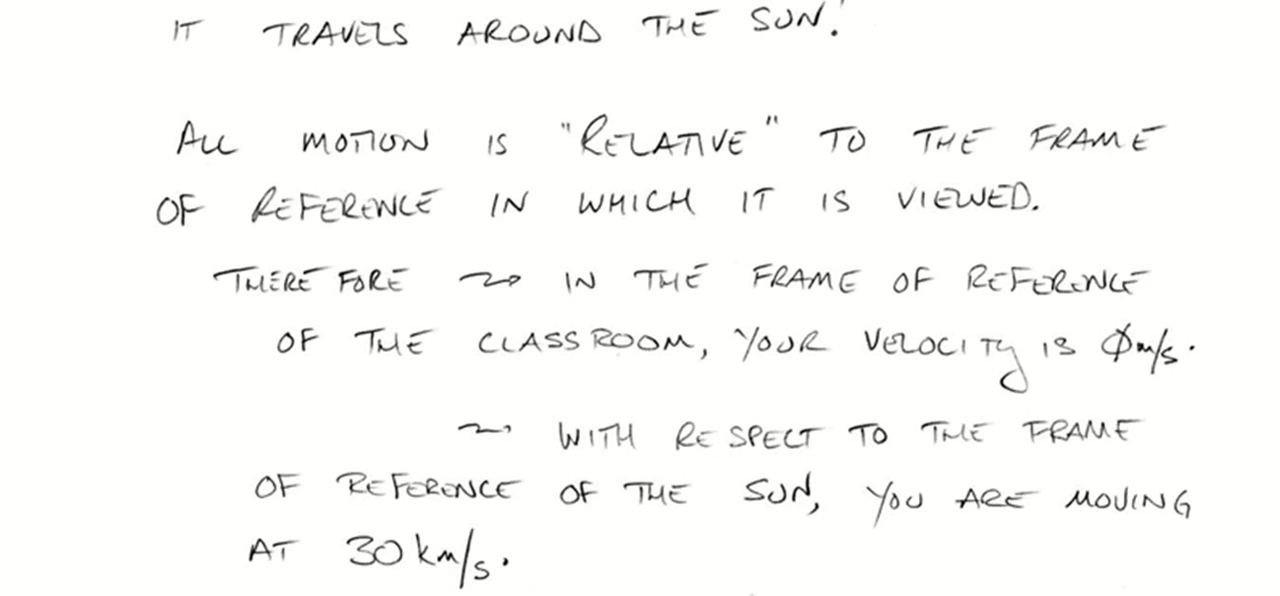 IT TRAVELS AROUND THE SUN.
ALL MOTION IS "RELATIVE" TO THE FRAME
OF REFERENCE IN WHICH IT IS VIEWED.
THEREFORE ⤳ IN THE FRAME OF REFERENCE
OF THE CLASSROOM, YOUR VELOCITY IS Ø m/s.
⤳ WITH RESPECT TO THE FRAME
OF REFERENCE OF THE SUN, YOU ARE MOVING
AT 30 km/s.